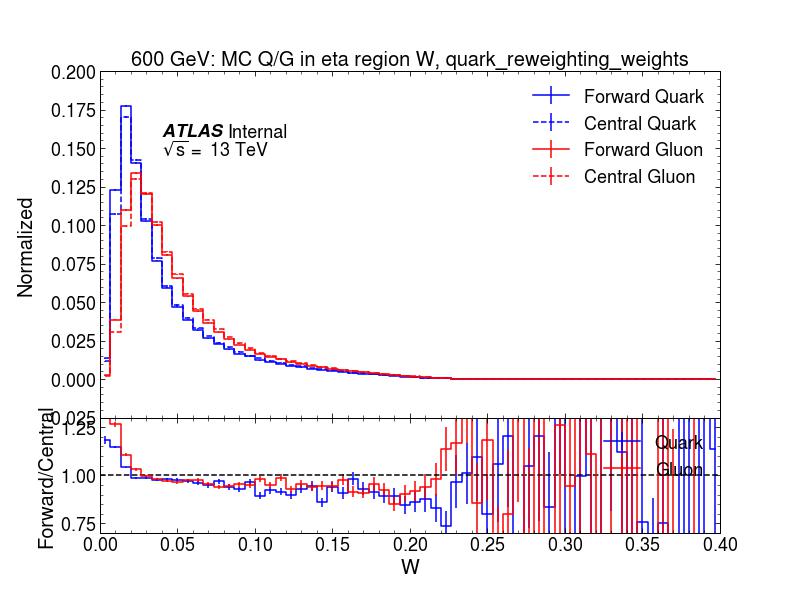 600 GeV: MC Q/G in eta region W, quark_reweighting_weights
0.200
0.175
0.150
0.125
0.100
0.075
0.050
0.025
0.000
0.025
Normalized
ATLAS Internal
√s = 13 TeV
Forward Quark
Central Quark
Forward Gluon
Central Gluon
1.25
1.00
0.75
Forward/Central
Quark
Gluon
0.00 0.05 0.10 0.15 0.20 0.25 0.30 0.35 0.40
W